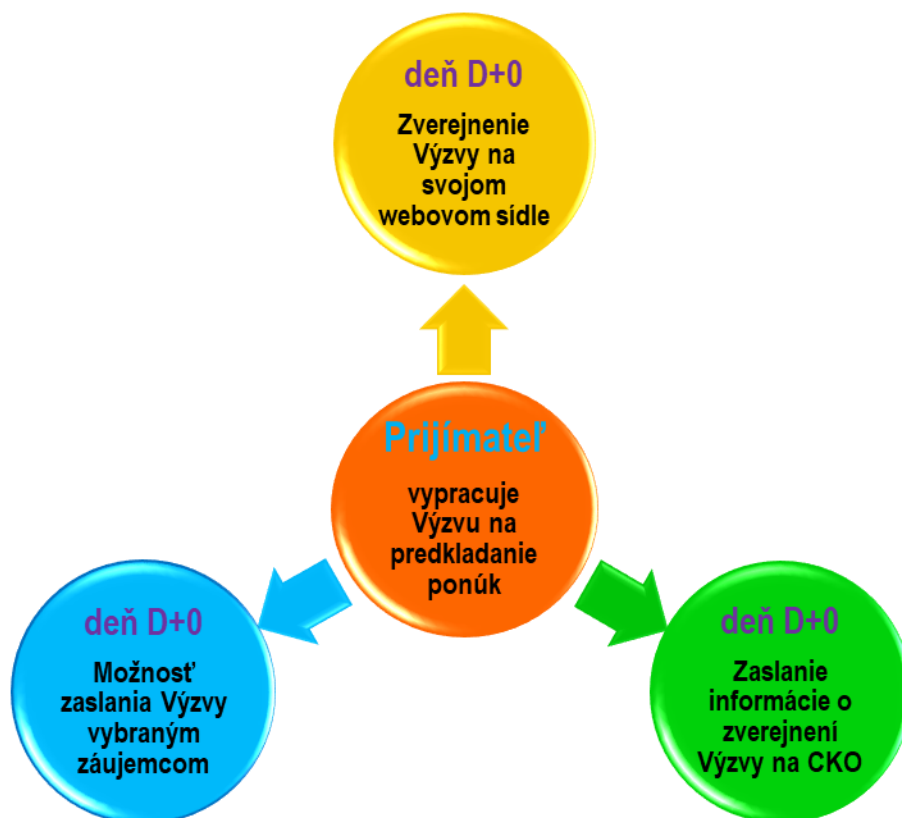 deň D+0
Zverejnenie
Výzvy na
svojom
webovom sídle
Prijímateľ
vypracuje
Výzvu na
predkladanie
ponúk
deň D+0
Možnosť
zaslania Výzvy
vybraným
záujemcom
deň D+0
Zaslanie
informácie o
zverejnení
Výzvy na CKO